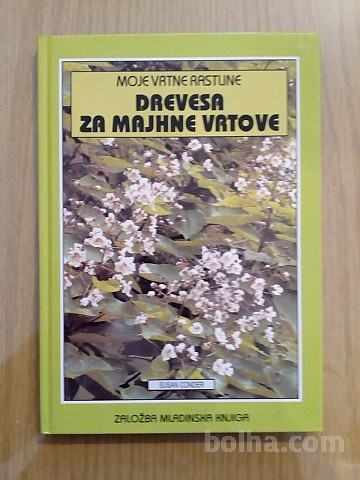 MOJE VRTNE RASTLINE
DREVESA
ZA MAJHNE VRTOVE
SUSAN CONDER
ZALOŽBA MLADINSKA KNJIGA
bolha.com